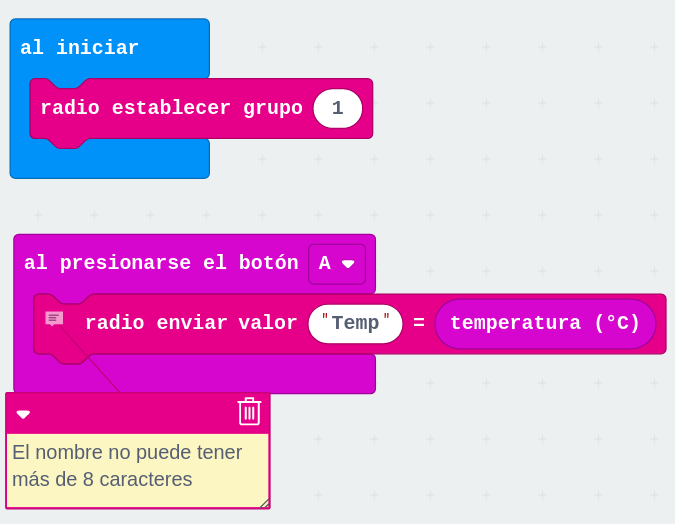 al iniciar
radio establecer grupo 1
al presionarse el botón A
radio enviar valor "Temp" = temperatura (°C)
El nombre no puede tener
más de 8 caracteres